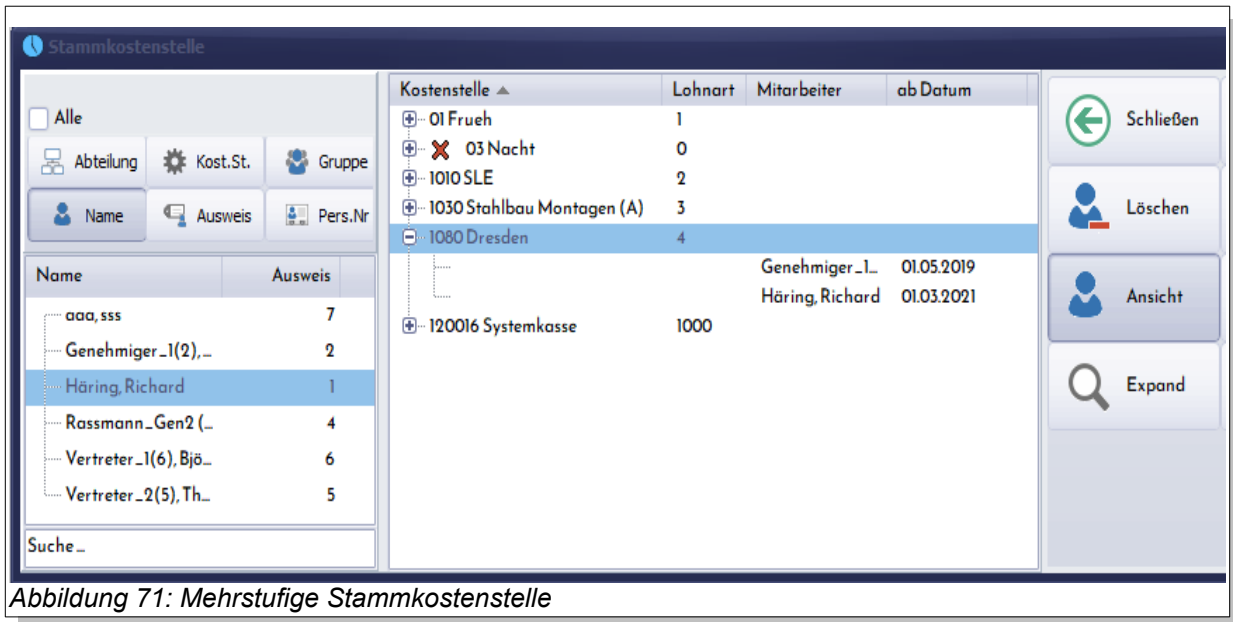 Stammkostenstelle
Alle
Abteilung Kost.St. Gruppe
Name Ausweis Pers.Nr
Name Ausweis
aaa, sss 7
Genehmiger_1(2),... 2
Häring, Richard 1
Rassmann_Gen2 (... 4
Vertreter_1(6), Bjö... 6
Vertreter_2(5), Th... 5
Suche...
Kostenstelle Lohnart Mitarbeiter ab Datum
01 Frueh 1
03 Nacht 0
1010 SLE 2
1030 Stahlbau Montagen (A) 3
1080 Dresden 4
Genehmiger_1... 01.05.2019
Häring, Richard 01.03.2021
120016 Systemkasse 1000
Schließen
Löschen
Ansicht
Expand
Abbildung 71: Mehrstufige Stammkostenstelle